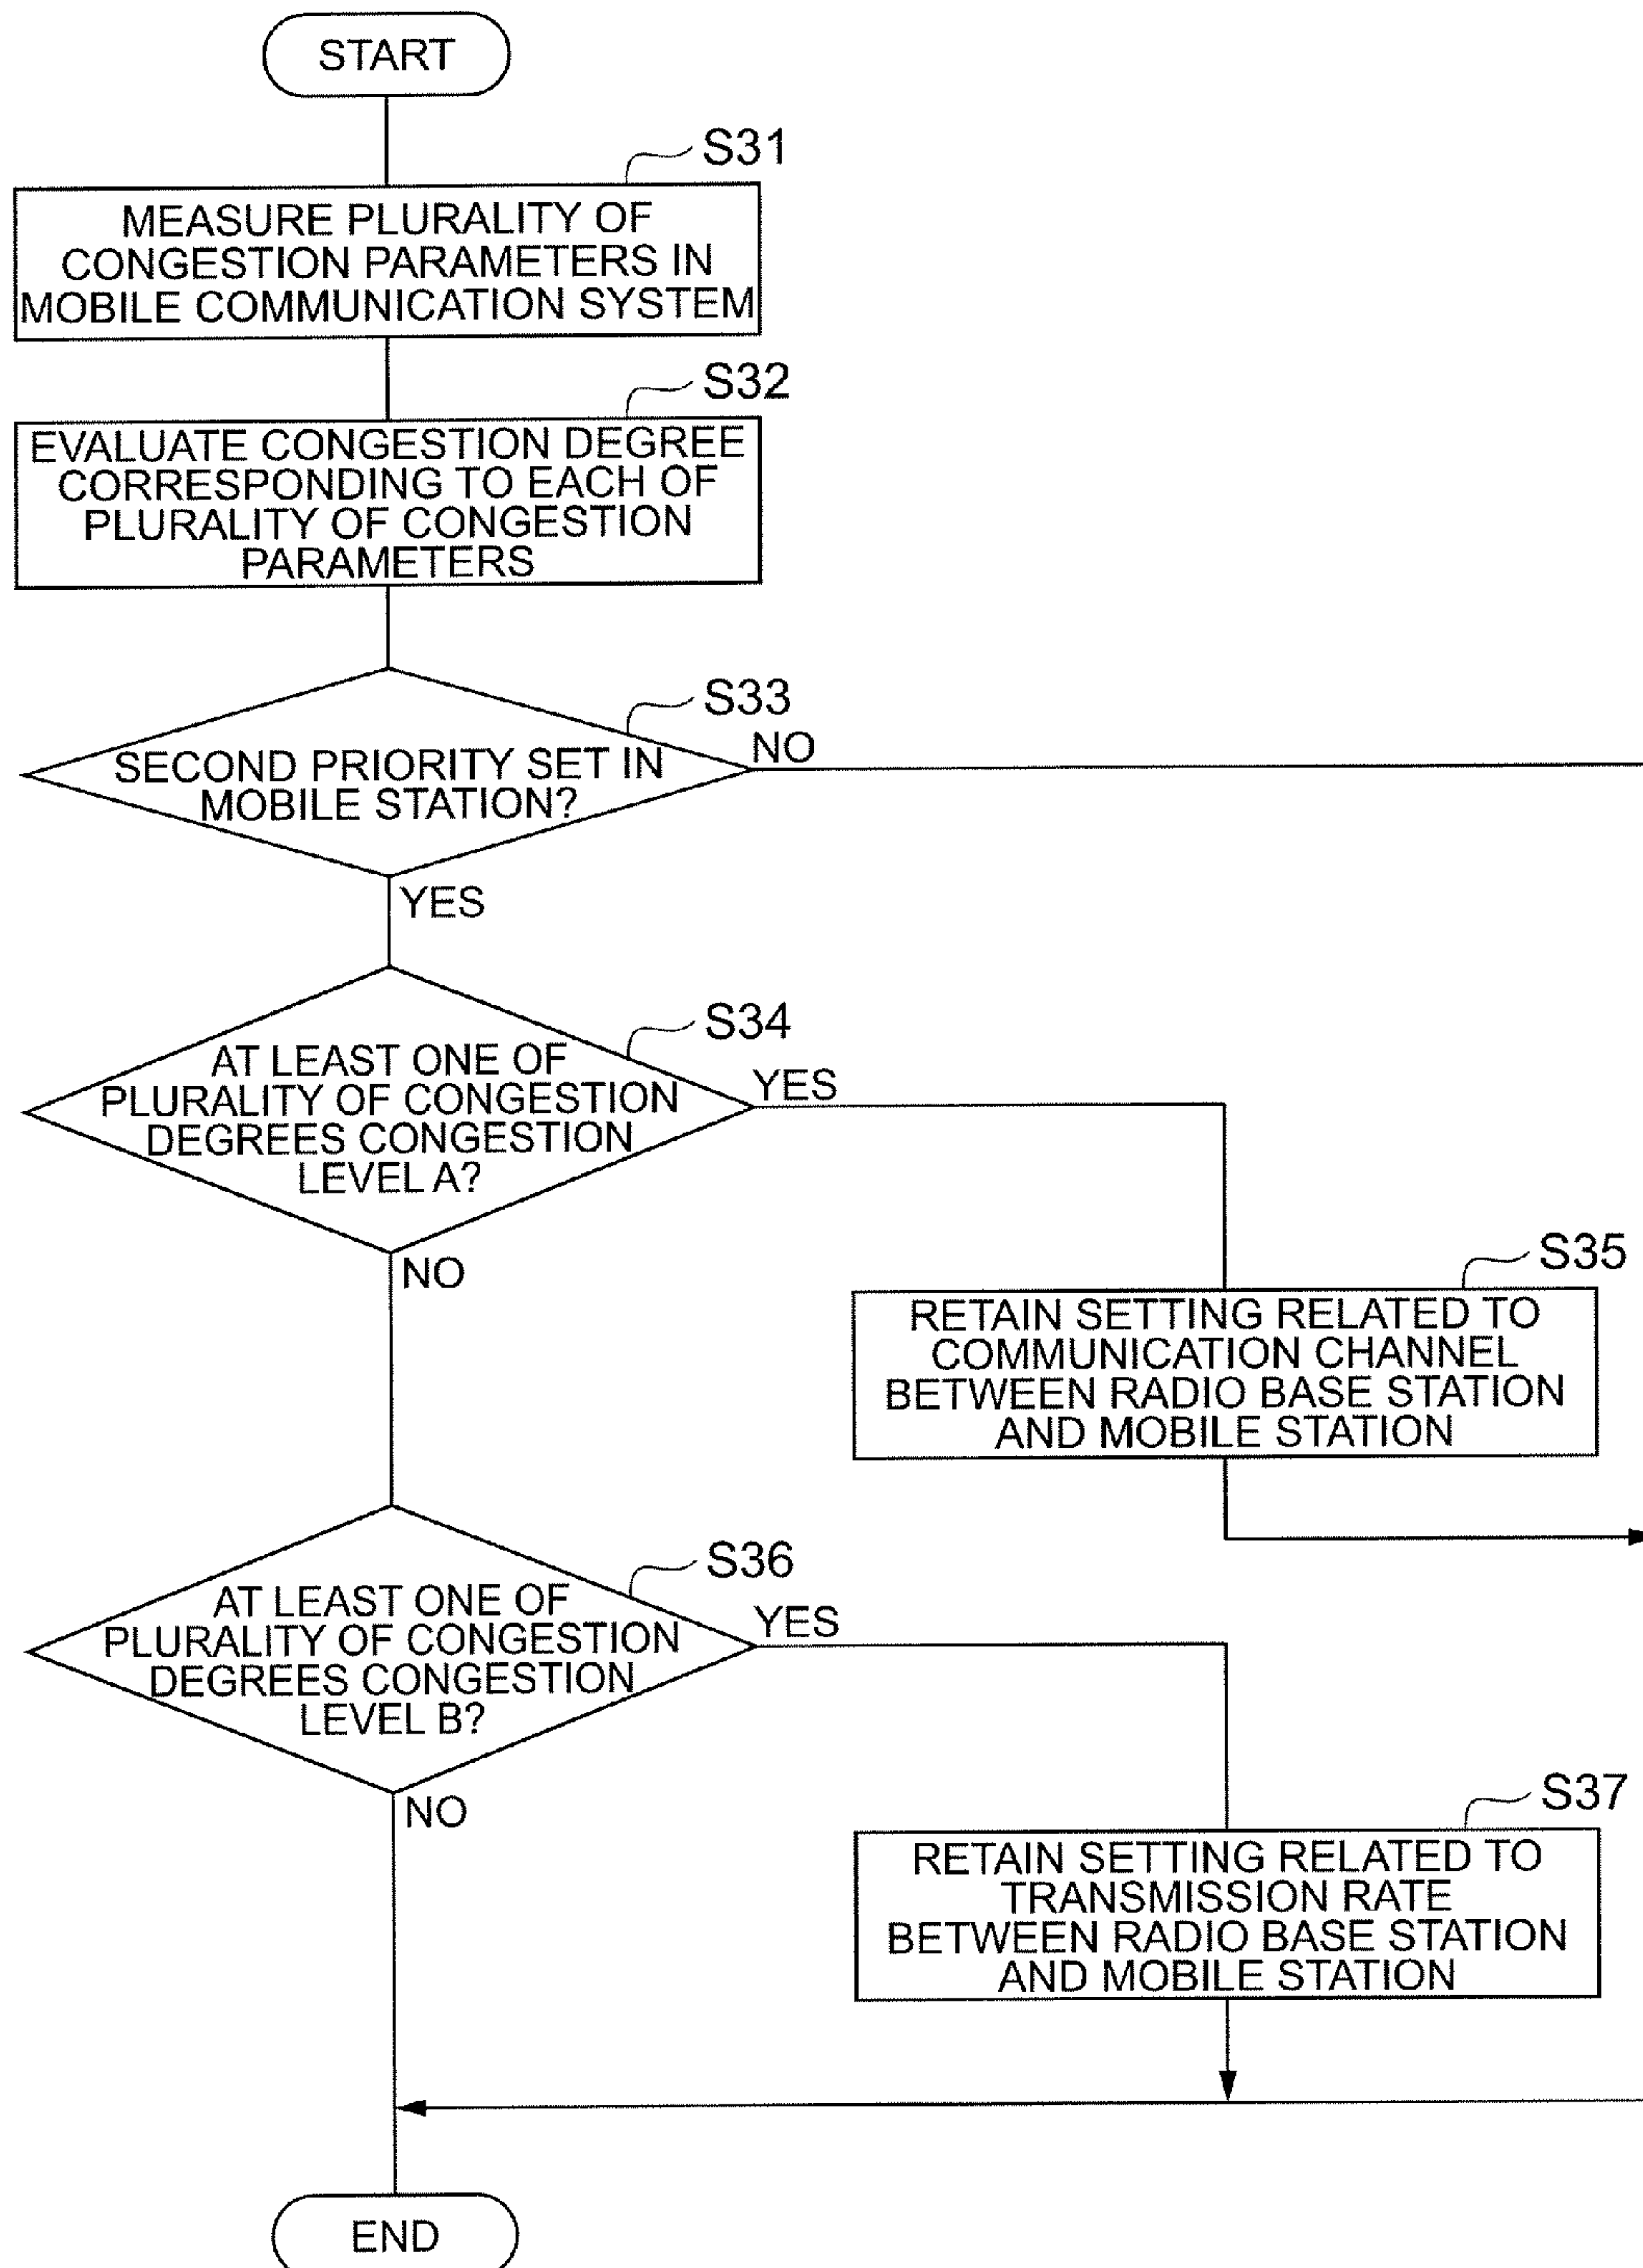 START
S31
MEASURE PLURALITY OF
CONGESTION PARAMETERS IN
MOBILE COMMUNICATION SYSTEM
S32
EVALUATE CONGESTION DEGREE
CORRESPONDING TO EACH OF
PLURALITY OF CONGESTION
PARAMETERS
S33
SECOND PRIORITY SET IN
MOBILE STATION?
NO
YES
S34
AT LEAST ONE OF
PLURALITY OF CONGESTION
DEGREES CONGESTION
LEVEL A?
YES
NO
S35
RETAIN SETTING RELATED TO
COMMUNICATION CHANNEL
BETWEEN RADIO BASE STATION
AND MOBILE STATION
S36
AT LEAST ONE OF
PLURALITY OF CONGESTION
DEGREES CONGESTION
LEVEL B?
YES
NO
S37
RETAIN SETTING RELATED TO
TRANSMISSION RATE
BETWEEN RADIO BASE STATION
AND MOBILE STATION
END